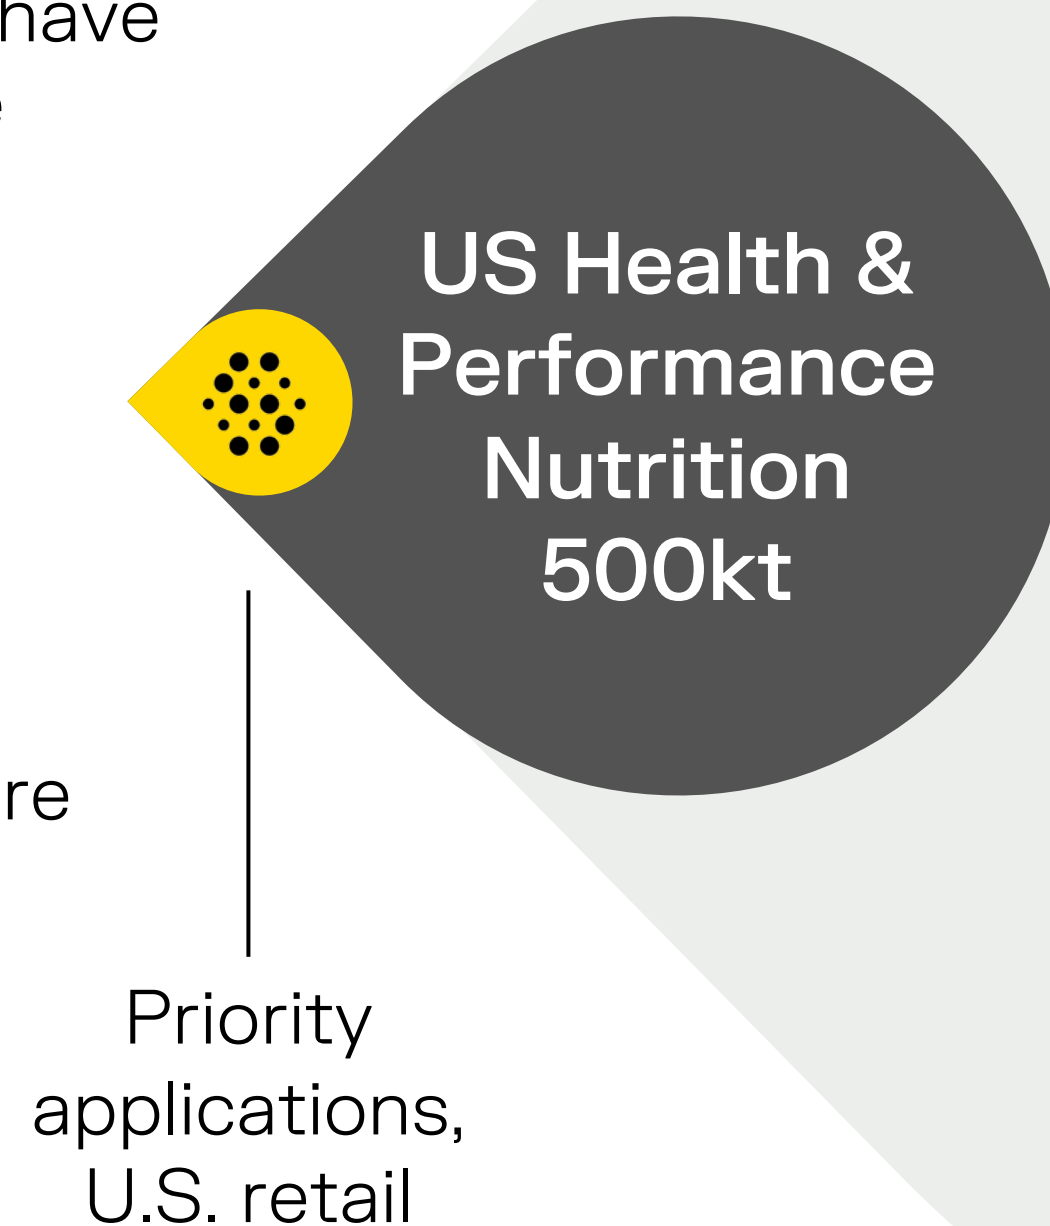 have
US Health &
Performance
Nutrition
500kt
re
Priority
applications,
U.S. retail